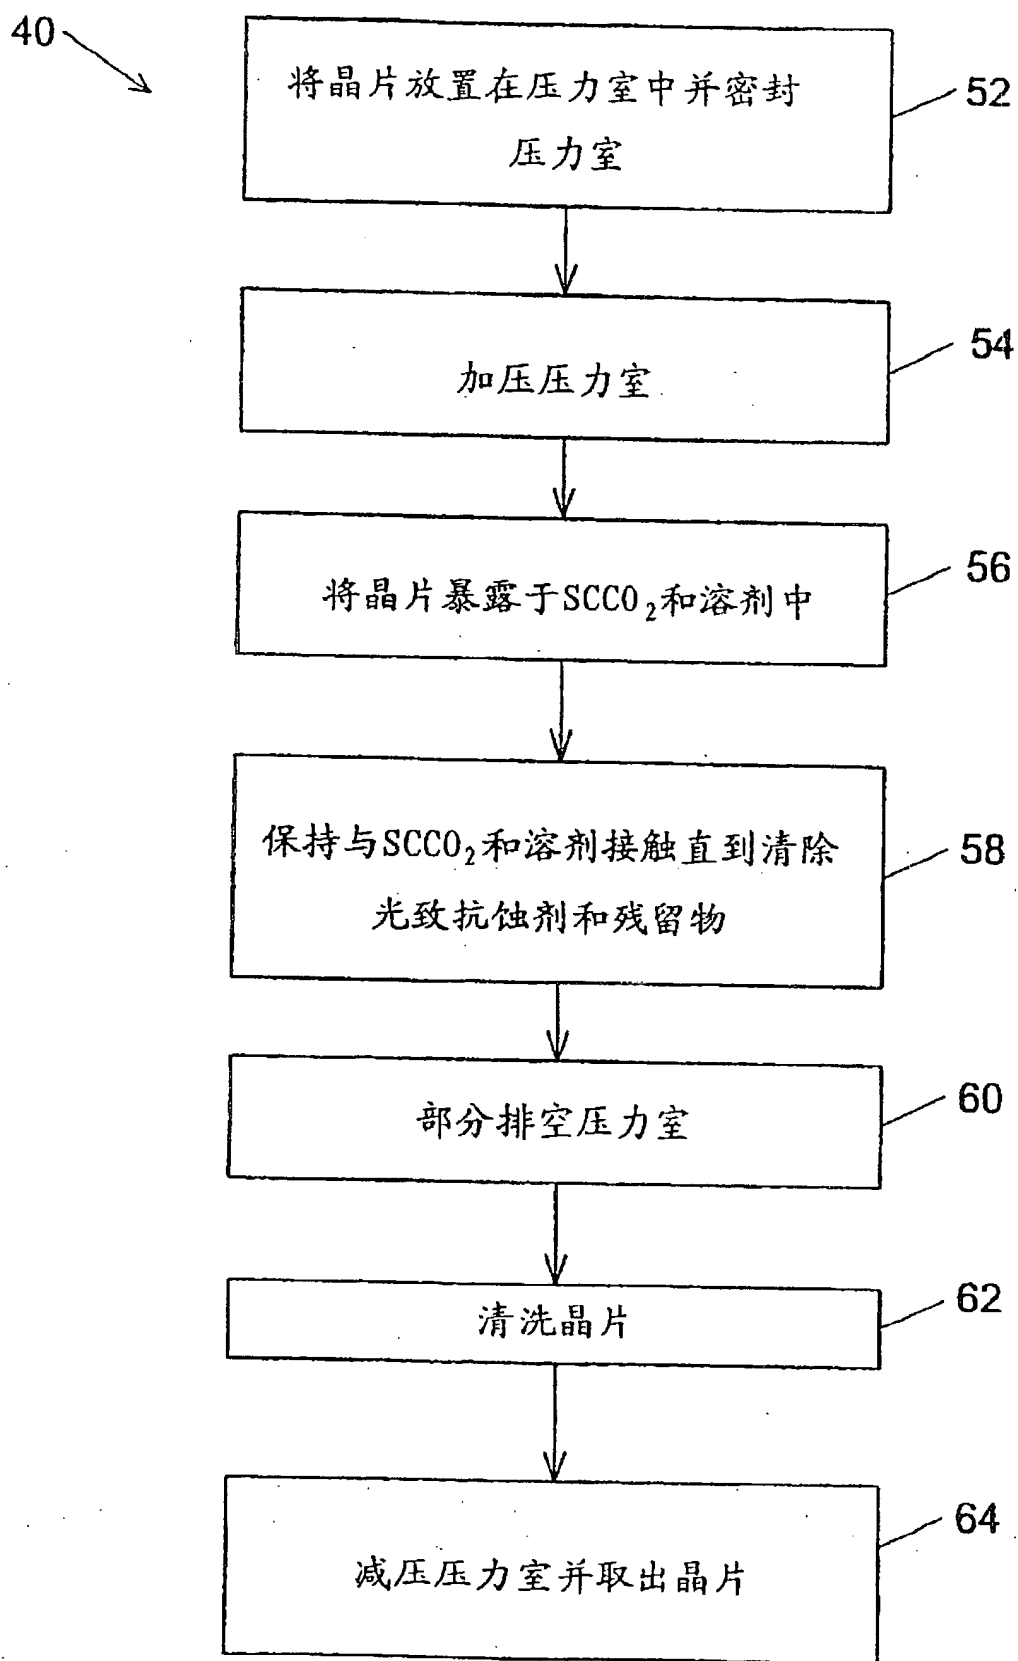 40
将晶片放置在压力室中并密封
压力室
52
加压压力室
54
将晶片暴露于SCCO₂和溶剂中
56
保持与SCCO₂和溶剂接触直到清除
光致抗蚀剂和残留物
58
部分排空压力室
60
清洗晶片
62
减压压力室并取出晶片
64